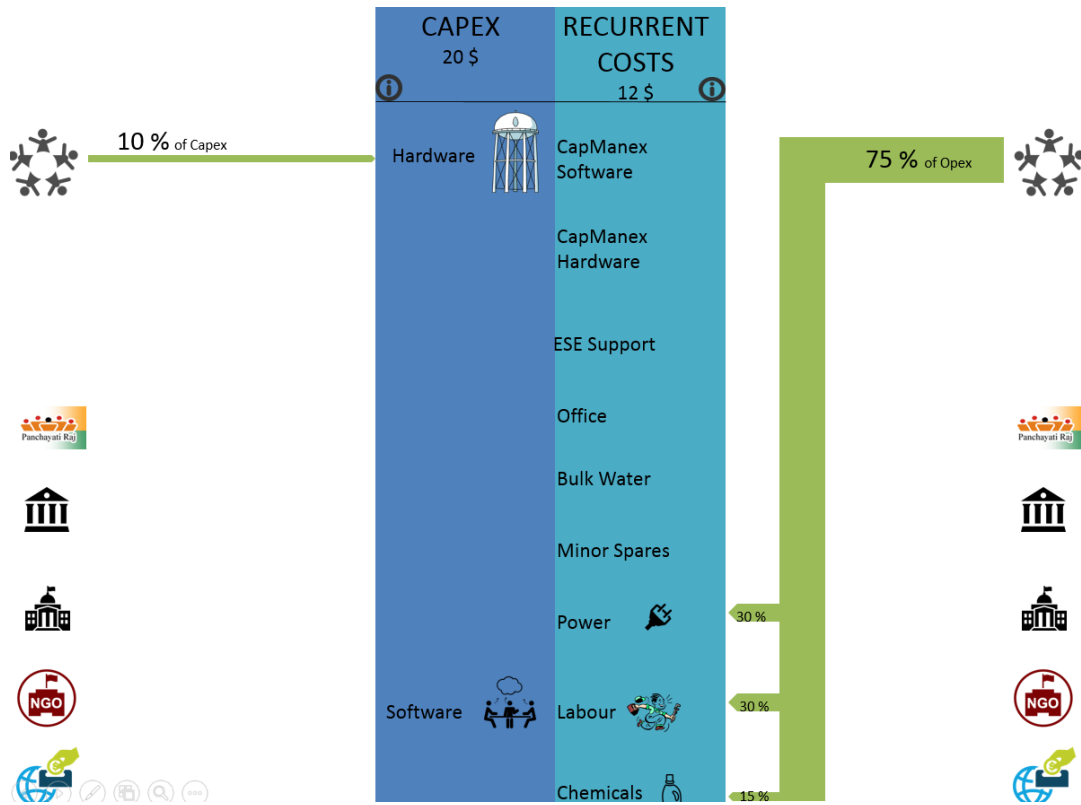 CAPEX
20 $
RECURRENT
COSTS
12 $
10 % of Capex
Hardware
CapManex
Software
75 % of Opex
CapManex
Hardware
ESE Support
Office
Panchayati Raj
Panchayati Raj
Bulk Water
Minor Spares
Power
30 %
NGO
Software
Labour
30 %
NGO
Chemicals
15 %